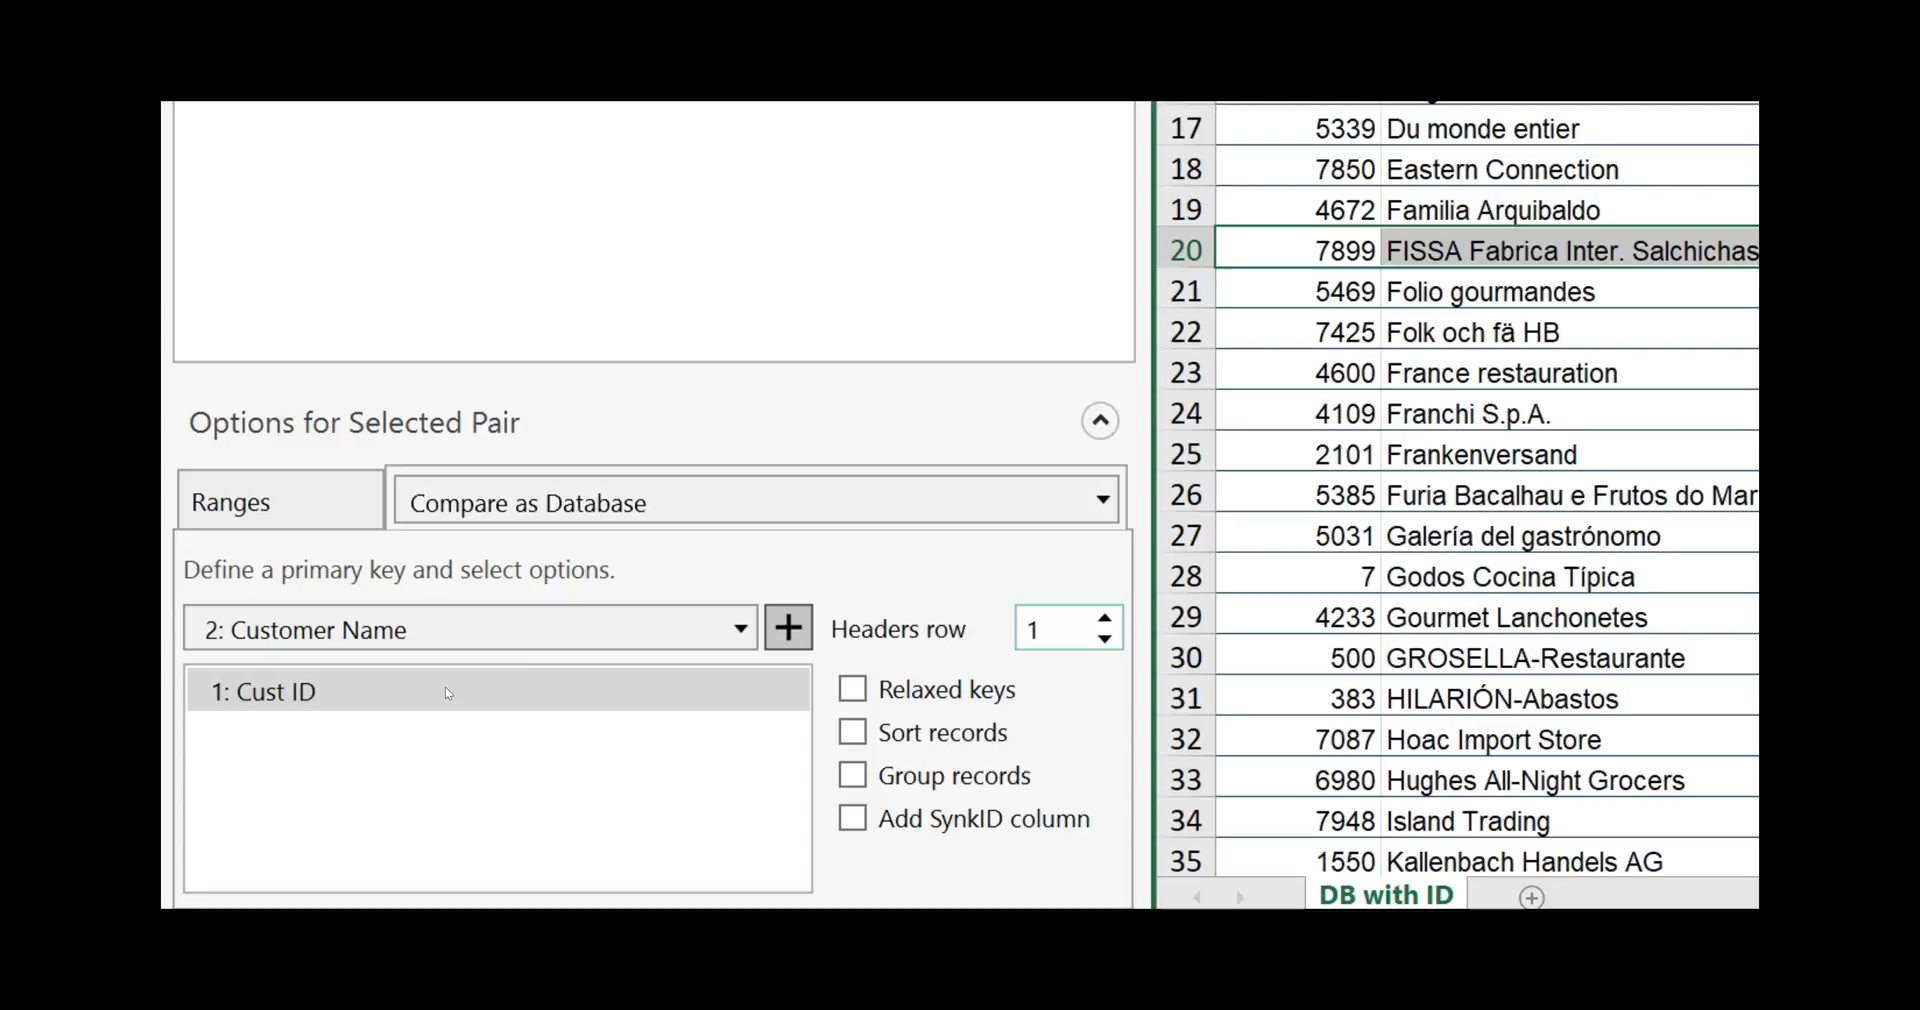 Options for Selected Pair
Ranges
Compare as Database
Define a primary key and select options.
2: Customer Name
+
Headers row
1
1: Cust ID
Relaxed keys
Sort records
Group records
Add SynkID column
17 5339 Du monde entier
18 7850 Eastern Connection
19 4672 Familia Arquibaldo
20 7899 FISSA Fabrica Inter. Salchichas
21 5469 Folio gourmandes
22 7425 Folk och fä HB
23 4600 France restauration
24 4109 Franchi S.p.A.
25 2101 Frankenversand
26 5385 Furia Bacalhau e Frutos do Mar
27 5031 Galería del gastrónomo
28 7 Godos Cocina Típica
29 4233 Gourmet Lanchonetes
30 500 GROSELLA-Restaurante
31 383 HILARIÓN-Abastos
32 7087 Hoac Import Store
33 6980 Hughes All-Night Grocers
34 7948 Island Trading
35 1550 Kallenbach Handels AG
DB with ID